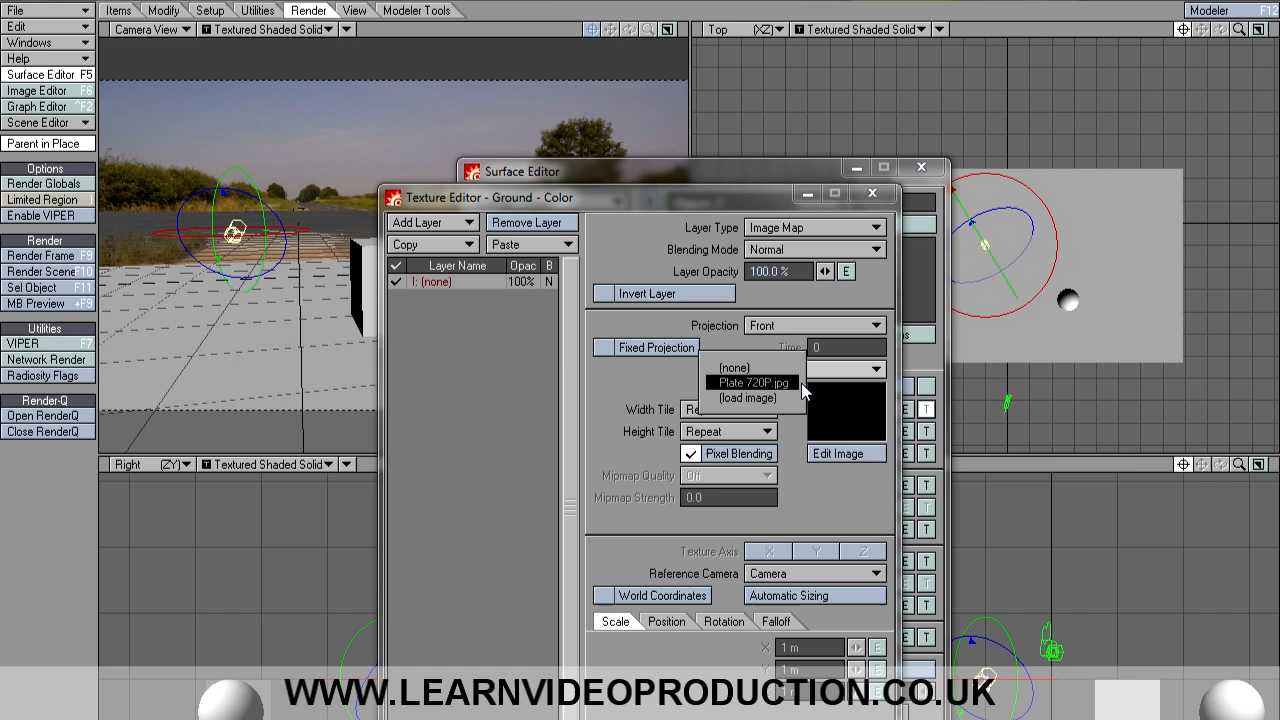 File
Items Modify Setup Utilities Render View Modeler Tools
Modeler F12
Edit
Windows
Help
Surface Editor F5
Image Editor F6
Graph Editor ^F2
Scene Editor
Parent in Place
Options
Render Globals
Limited Region l
Enable VIPER
Render
Render Frame F9
Render Scene F10
Sel Object F11
MB Preview +F9
Utilities
VIPER F7
Network Render
Radiosity Flags
Render-Q
Open RenderQ
Close RenderQ
Camera View Textured Shaded Solid
Top (XZ) Textured Shaded Solid
Right (ZY) Textured Shaded Solid
Surface Editor
Texture Editor - Ground - Color
Add Layer Remove Layer
Copy Paste
Layer Name Opac B
I: (none) 100% N
Layer Type Image Map
Blending Mode Normal
Layer Opacity 100.0 % E
Invert Layer
Projection Front
Fixed Projection Time 0
(none)
Plate 720P.jpg
(load image)
Width Tile Re
Height Tile Repeat
Pixel Blending Edit Image
Mipmap Quality Off
Mipmap Strength 0.0
Texture Axis X Y Z
Reference Camera Camera
World Coordinates Automatic Sizing
Scale Position Rotation Falloff
X 1 m E
Y 1 m E
E T
WWW.LEARNVIDEOPRODUCTION.CO.UK